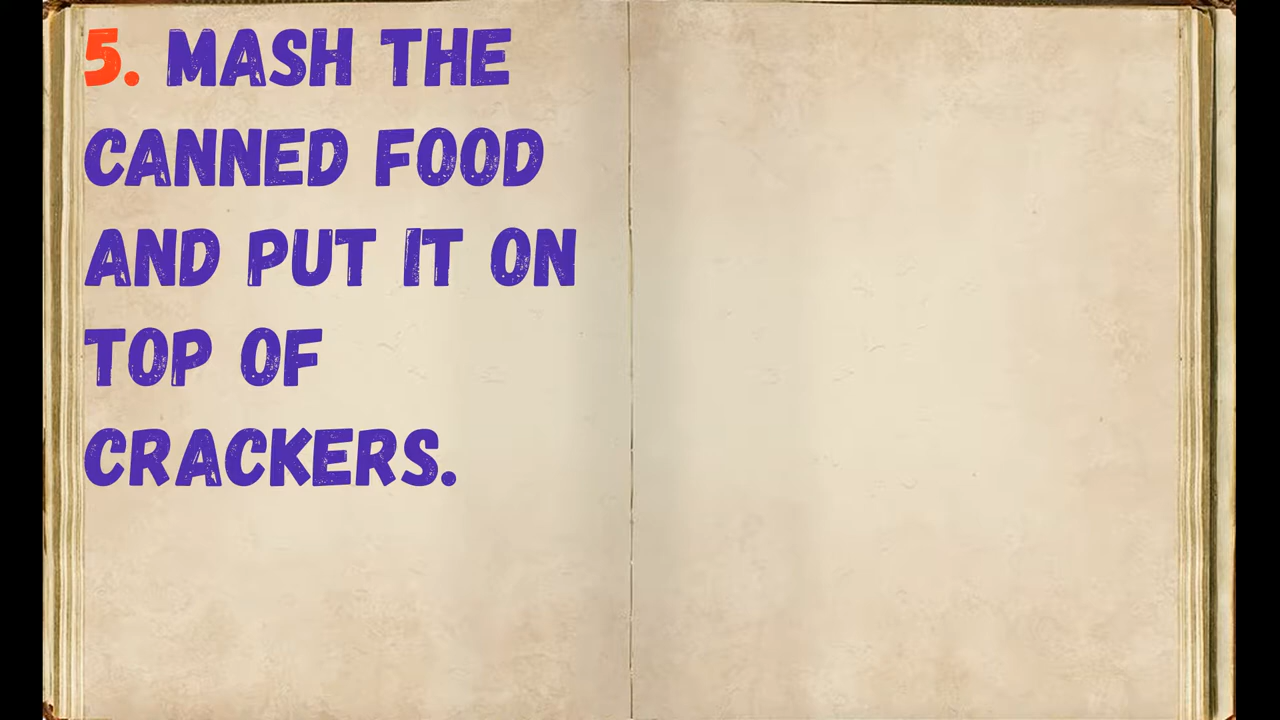 5. MASH THE
CANNED FOOD
AND PUT IT ON
TOP OF
CRACKERS.